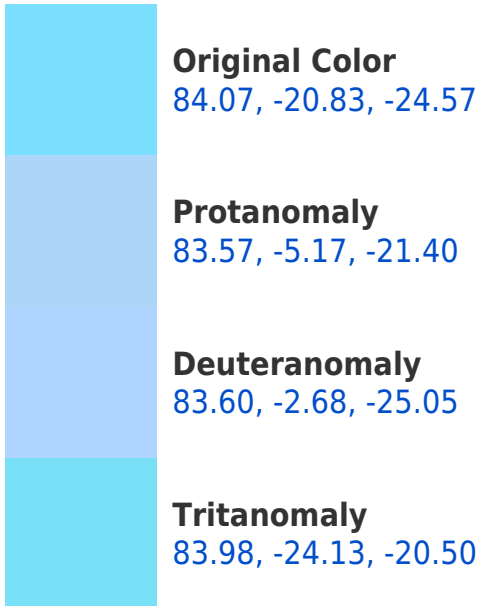 Original Color
84.07, -20.83, -24.57
Protanomaly
83.57, -5.17, -21.40
Deuteranomaly
83.60, -2.68, -25.05
Tritanomaly
83.98, -24.13, -20.50